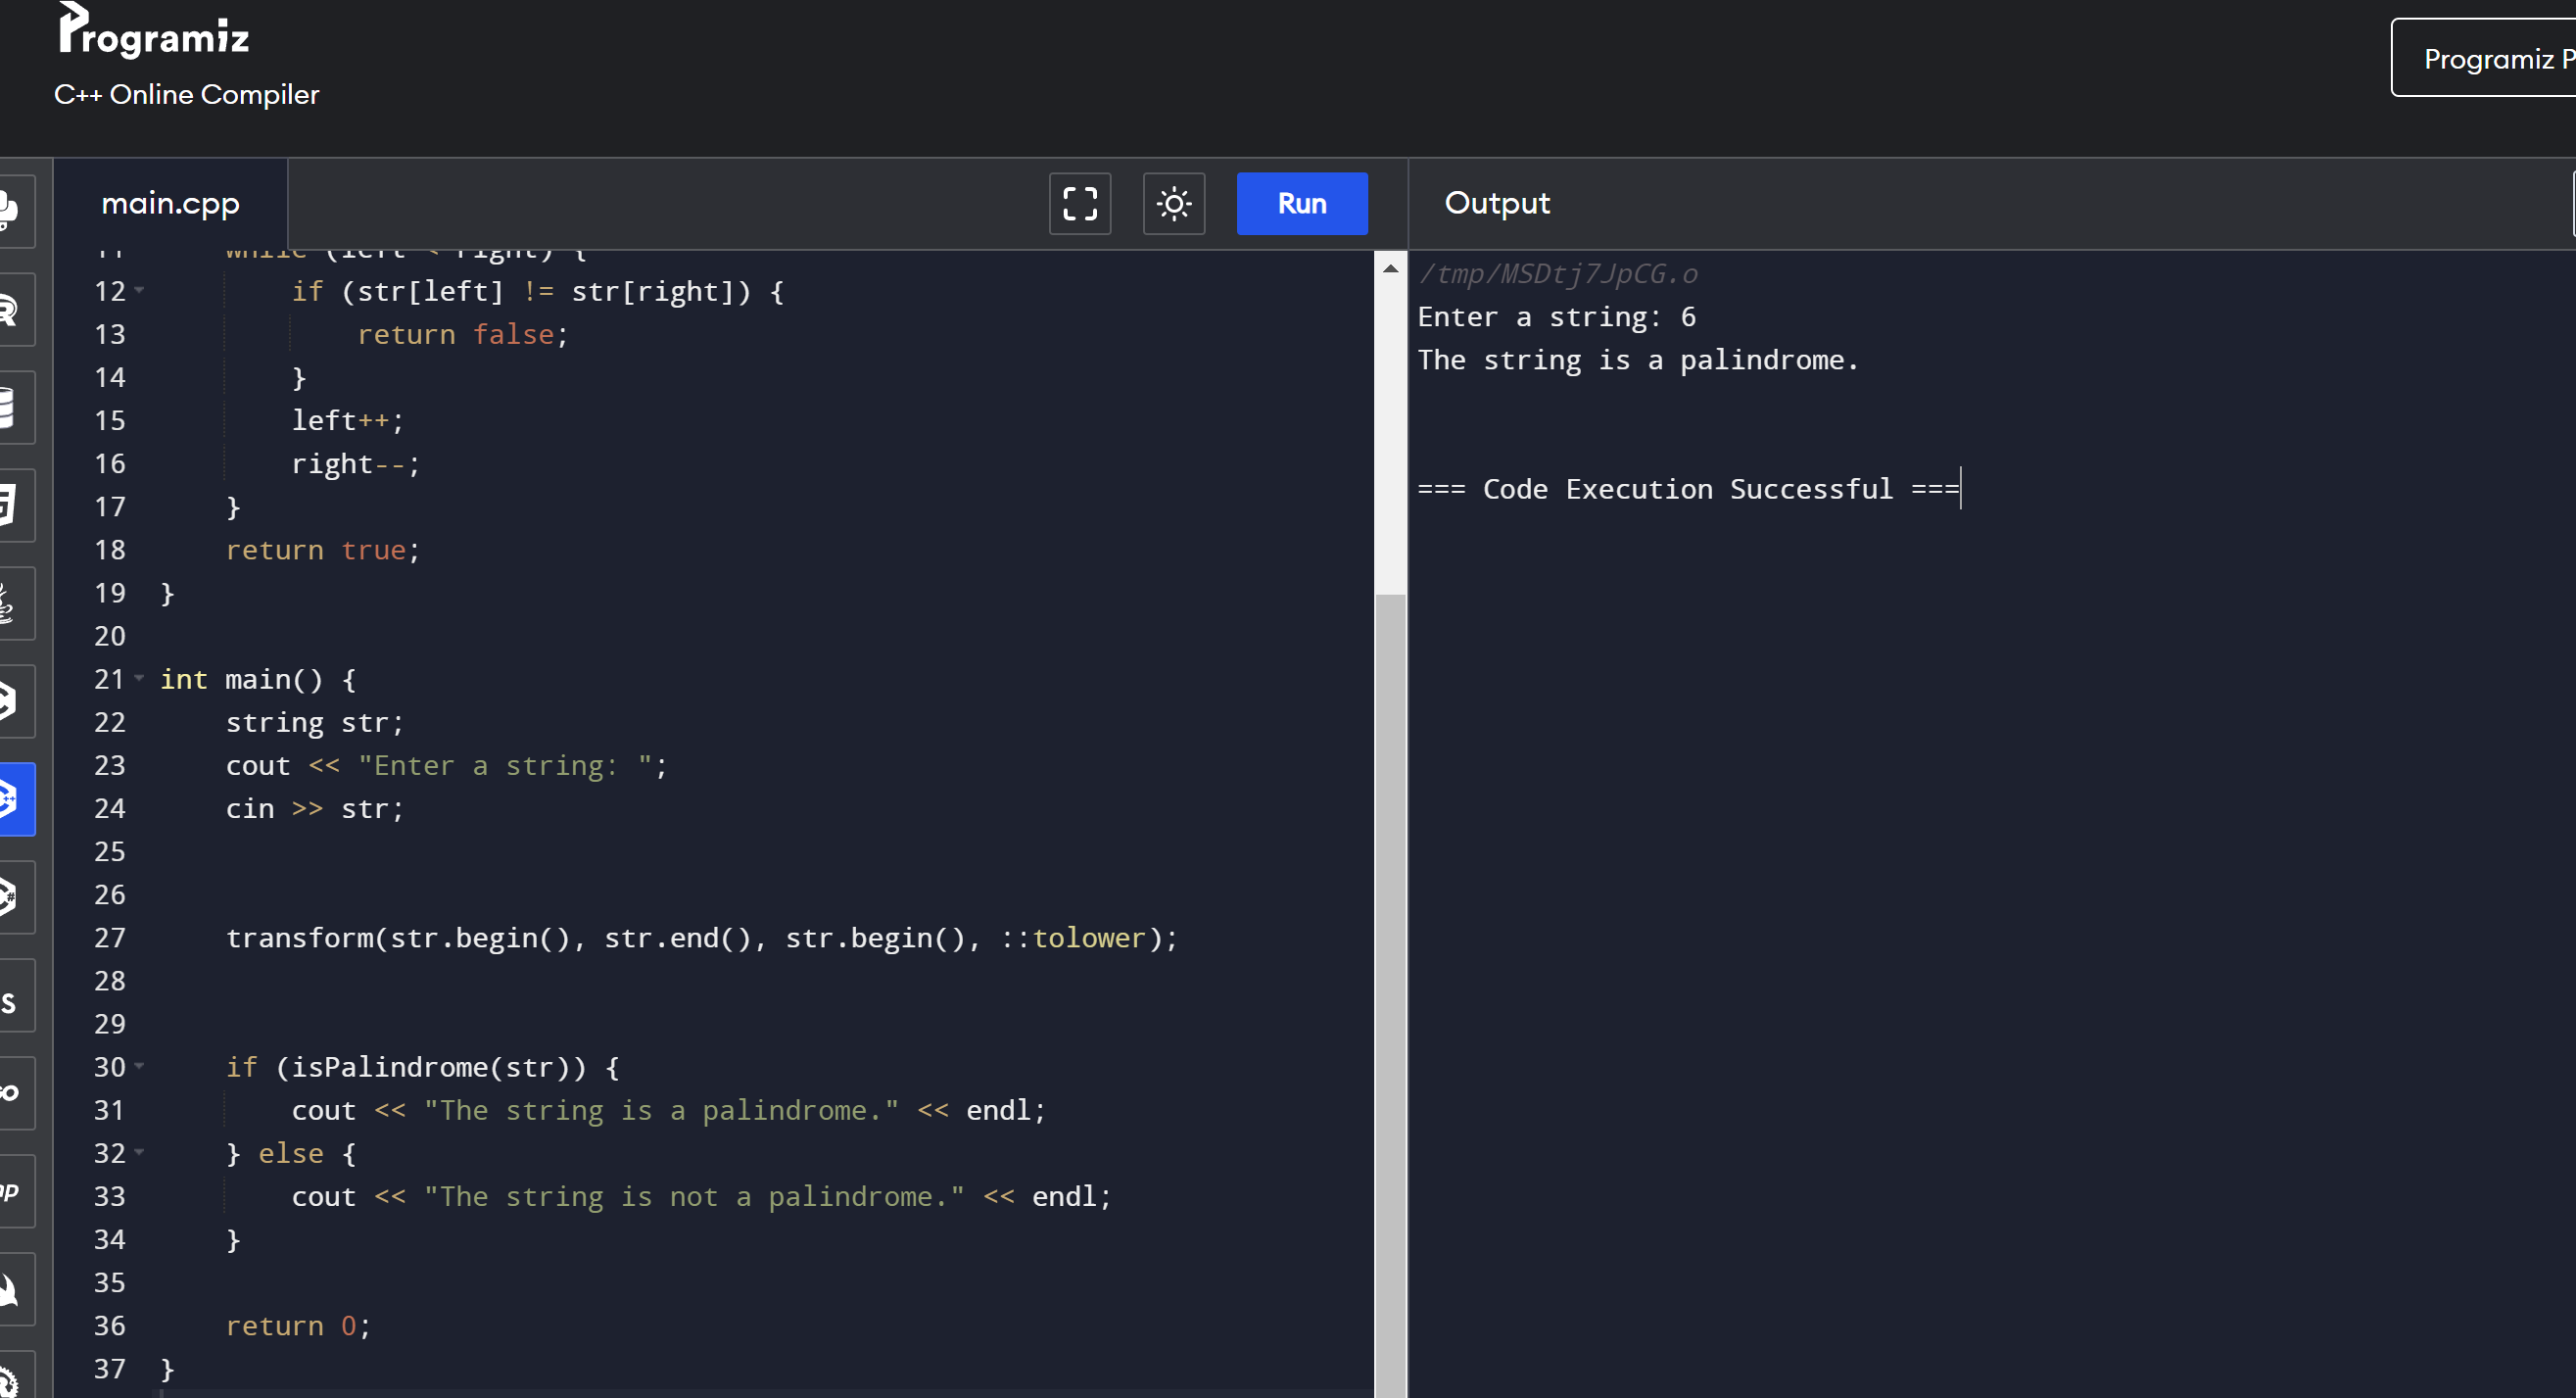 Programiz
C++ Online Compiler
Programiz P
main.cpp
Run
Output
11 while (left < right) {
12 if (str[left] != str[right]) {
13 return false;
14 }
15 left++;
16 right--;
17 }
18 return true;
19 }
20
21 int main() {
22 string str;
23 cout << "Enter a string: ";
24 cin >> str;
25
26
27 transform(str.begin(), str.end(), str.begin(), ::tolower);
28
29
30 if (isPalindrome(str)) {
31 cout << "The string is a palindrome." << endl;
32 } else {
33 cout << "The string is not a palindrome." << endl;
34 }
35
36 return 0;
37 }
/tmp/MSDtj7JpCG.o
Enter a string: 6
The string is a palindrome.
=== Code Execution Successful ===